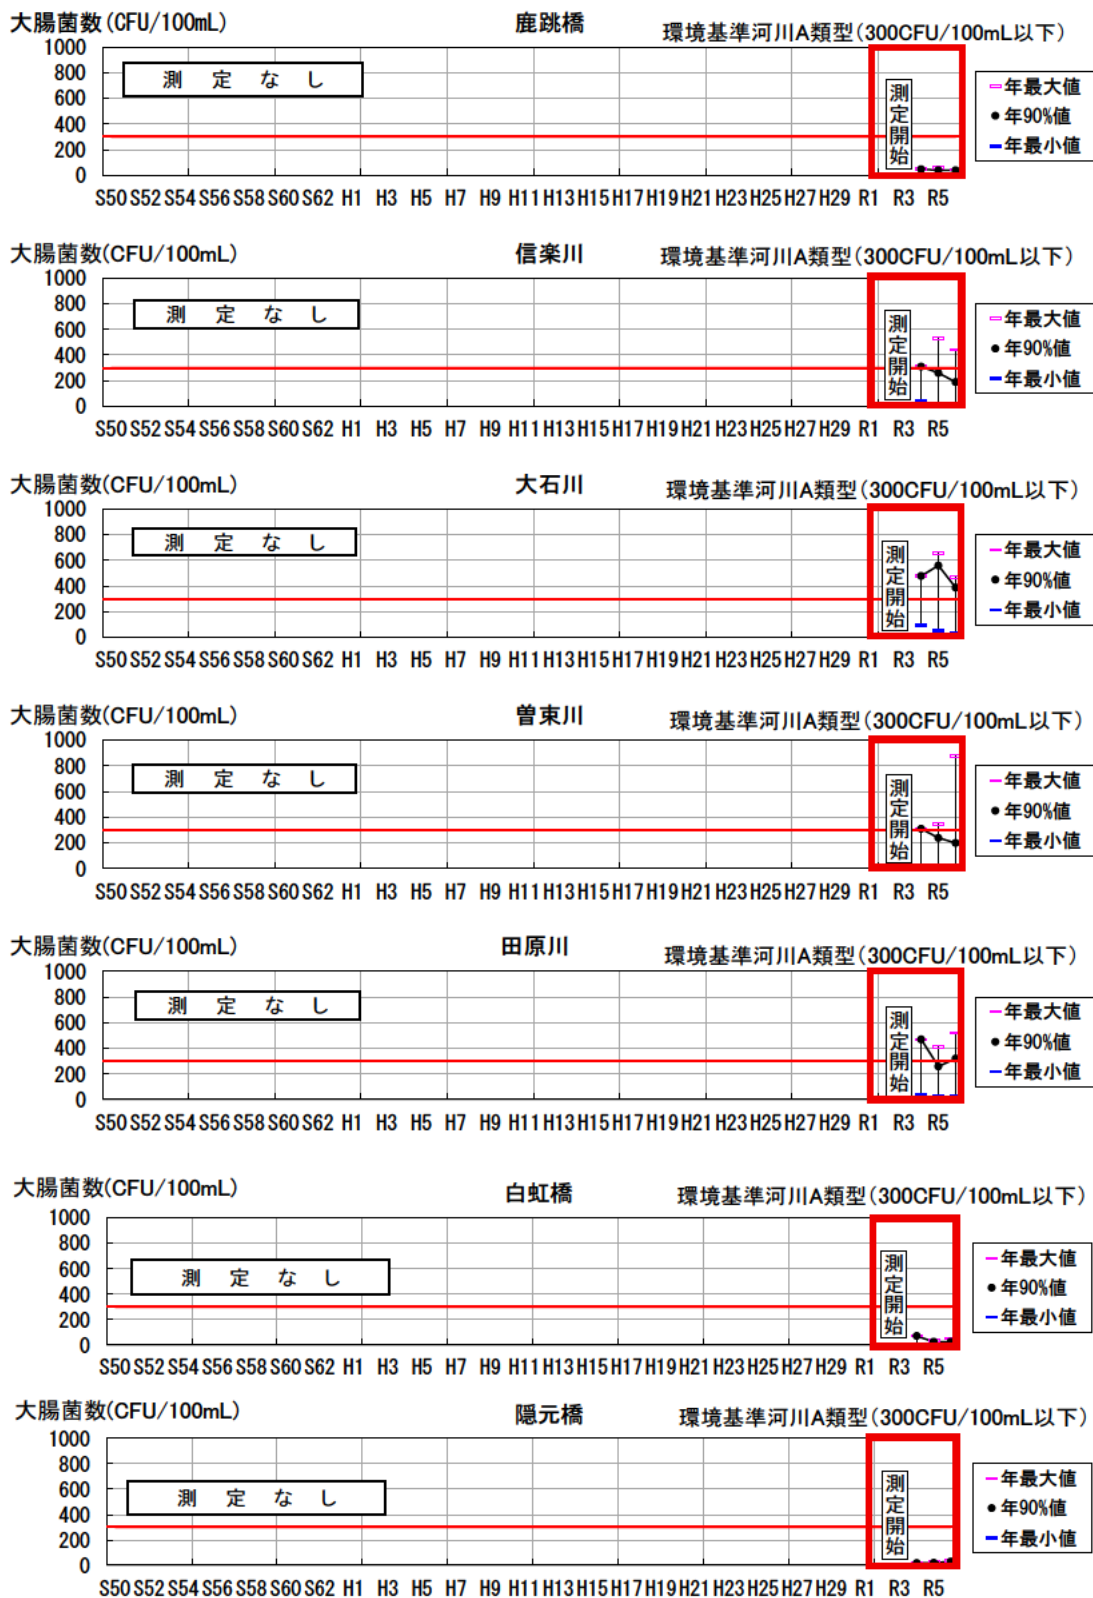 大腸菌数(CFU/100mL) 鹿跳橋 環境基準河川A類型(300CFU/100mL以下)
1000
800
600
400
200
0
測定なし
測定開始
年最大値
年90%値
年最小値
S50 S52 S54 S56 S58 S60 S62 H1 H3 H5 H7 H9 H11 H13 H15 H17 H19 H21 H23 H25 H27 H29 R1 R3 R5
大腸菌数(CFU/100mL) 信楽川 環境基準河川A類型(300CFU/100mL以下)
1000
800
600
400
200
0
測定なし
測定開始
年最大値
年90%値
年最小値
S50 S52 S54 S56 S58 S60 S62 H1 H3 H5 H7 H9 H11 H13 H15 H17 H19 H21 H23 H25 H27 H29 R1 R3 R5
大腸菌数(CFU/100mL) 大石川 環境基準河川A類型(300CFU/100mL以下)
1000
800
600
400
200
0
測定なし
測定開始
年最大値
年90%値
年最小値
S50 S52 S54 S56 S58 S60 S62 H1 H3 H5 H7 H9 H11 H13 H15 H17 H19 H21 H23 H25 H27 H29 R1 R3 R5
大腸菌数(CFU/100mL) 曽束川 環境基準河川A類型(300CFU/100mL以下)
1000
800
600
400
200
0
測定なし
測定開始
年最大値
年90%値
年最小値
S50 S52 S54 S56 S58 S60 S62 H1 H3 H5 H7 H9 H11 H13 H15 H17 H19 H21 H23 H25 H27 H29 R1 R3 R5
大腸菌数(CFU/100mL) 田原川 環境基準河川A類型(300CFU/100mL以下)
1000
800
600
400
200
0
測定なし
測定開始
年最大値
年90%値
年最小値
S50 S52 S54 S56 S58 S60 S62 H1 H3 H5 H7 H9 H11 H13 H15 H17 H19 H21 H23 H25 H27 H29 R1 R3 R5
大腸菌数(CFU/100mL) 白虹橋 環境基準河川A類型(300CFU/100mL以下)
1000
800
600
400
200
0
測定なし
測定開始
年最大値
年90%値
年最小値
S50 S52 S54 S56 S58 S60 S62 H1 H3 H5 H7 H9 H11 H13 H15 H17 H19 H21 H23 H25 H27 H29 R1 R3 R5
大腸菌数(CFU/100mL) 隠元橋 環境基準河川A類型(300CFU/100mL以下)
1000
800
600
400
200
0
測定なし
測定開始
年最大値
年90%値
年最小値
S50 S52 S54 S56 S58 S60 S62 H1 H3 H5 H7 H9 H11 H13 H15 H17 H19 H21 H23 H25 H27 H29 R1 R3 R5